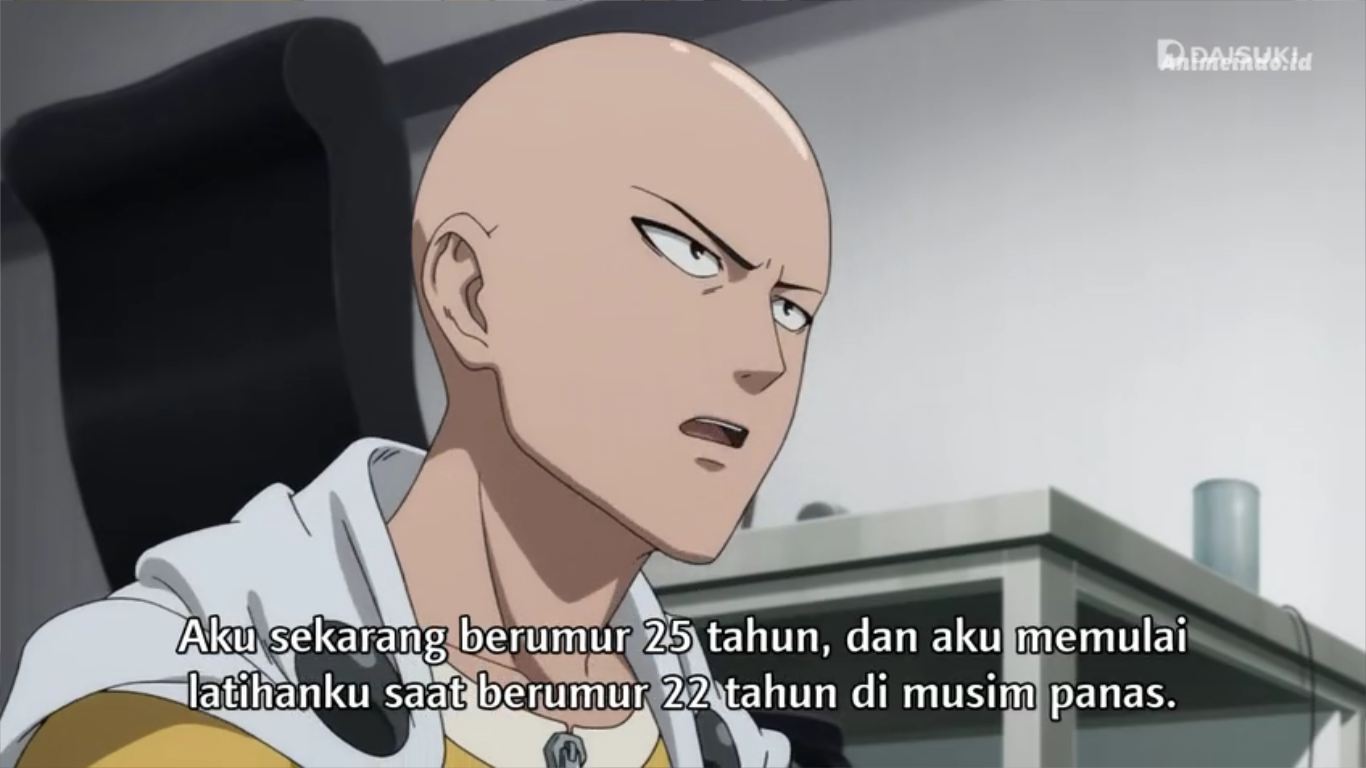 DAISUKI
Animeindo.id
Aku sekarang berumur 25 tahun, dan aku memulai
latihanku saat berumur 22 tahun di musim panas.